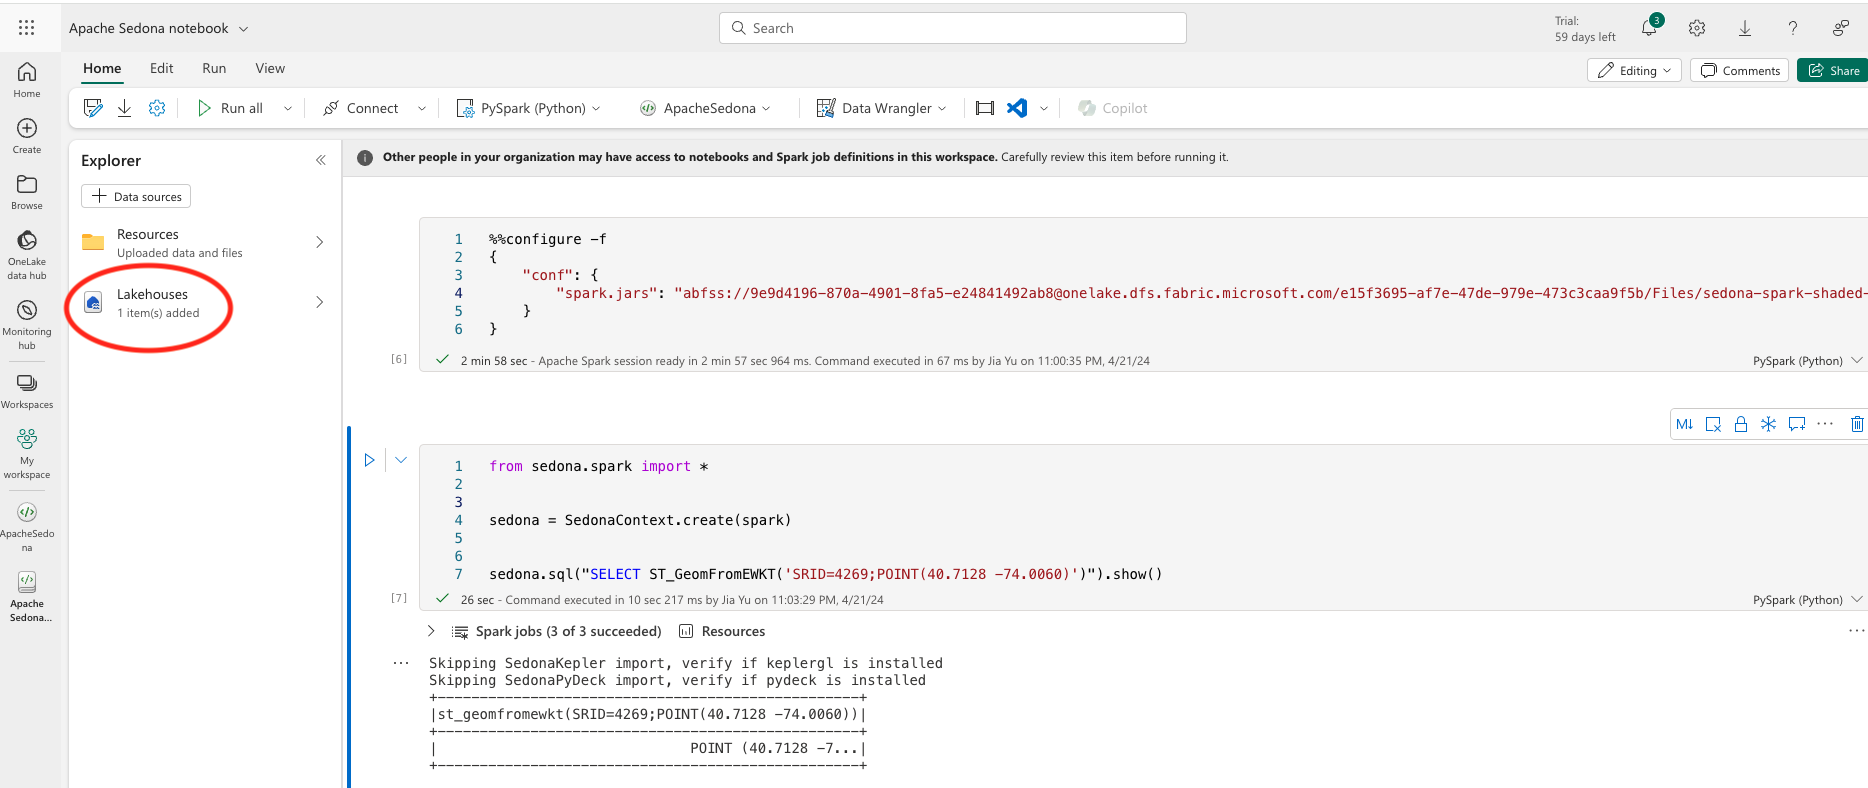 Apache Sedona notebook
Search
Trial:
59 days left
3
Home
Edit
Run
View
Editing
Comments
Share
Run all
Connect
PySpark (Python)
ApacheSedona
Data Wrangler
Copilot
Home
Create
Browse
OneLake
data hub
Monitoring
hub
Workspaces
My
workspace
ApacheSedo
na
Apache
Sedona...
Explorer
Data sources
Resources
Uploaded data and files
Lakehouses
1 item(s) added
Other people in your organization may have access to notebooks and Spark job definitions in this workspace. Carefully review this item before running it.
1 %%configure -f
2 {
3 "conf": {
4 "spark.jars": "abfss://9e9d4196-870a-4901-8fa5-e24841492ab8@onelake.dfs.fabric.microsoft.com/e15f3695-af7e-47de-979e-473c3caa9f5b/Files/sedona-spark-shaded-
5 }
6 }
[6] 2 min 58 sec - Apache Spark session ready in 2 min 57 sec 964 ms. Command executed in 67 ms by Jia Yu on 11:00:35 PM, 4/21/24 PySpark (Python)
M↓
1 from sedona.spark import *
2
3
4 sedona = SedonaContext.create(spark)
5
6
7 sedona.sql("SELECT ST_GeomFromEWKT('SRID=4269;POINT(40.7128 -74.0060)')").show()
[7] 26 sec - Command executed in 10 sec 217 ms by Jia Yu on 11:03:29 PM, 4/21/24 PySpark (Python)
Spark jobs (3 of 3 succeeded) Resources
Skipping SedonaKepler import, verify if keplergl is installed
Skipping SedonaPyDeck import, verify if pydeck is installed
+--------------------------------------------------+
|st_geomfromewkt(SRID=4269;POINT(40.7128 -74.0060))|
+--------------------------------------------------+
| POINT (40.7128 -7...|
+--------------------------------------------------+